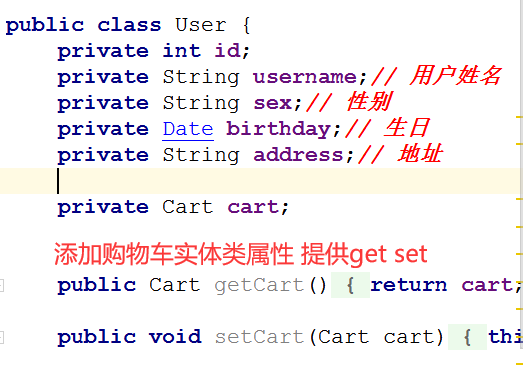 public class User {
private int id;
private String username;// 用户姓名
private String sex;// 性别
private Date birthday;// 生日
private String address;// 地址
private Cart cart;
添加购物车实体类属性 提供get set
public Cart getCart() { return cart;
public void setCart(Cart cart) { thi